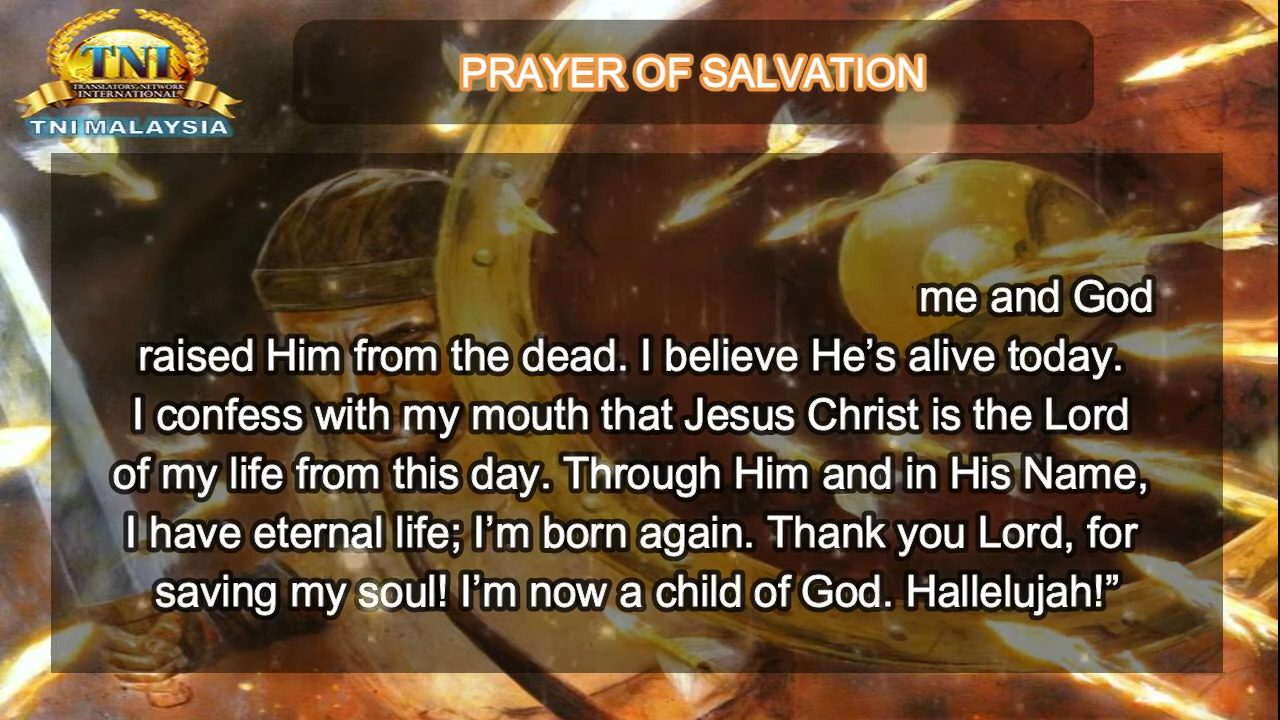 TNI
TRANSLATORS' NETWORK
INTERNATIONAL
TNI MALAYSIA
PRAYER OF SALVATION
me and God
raised Him from the dead. I believe He’s alive today.
I confess with my mouth that Jesus Christ is the Lord
of my life from this day. Through Him and in His Name,
I have eternal life; I’m born again. Thank you Lord, for
saving my soul! I’m now a child of God. Hallelujah!”